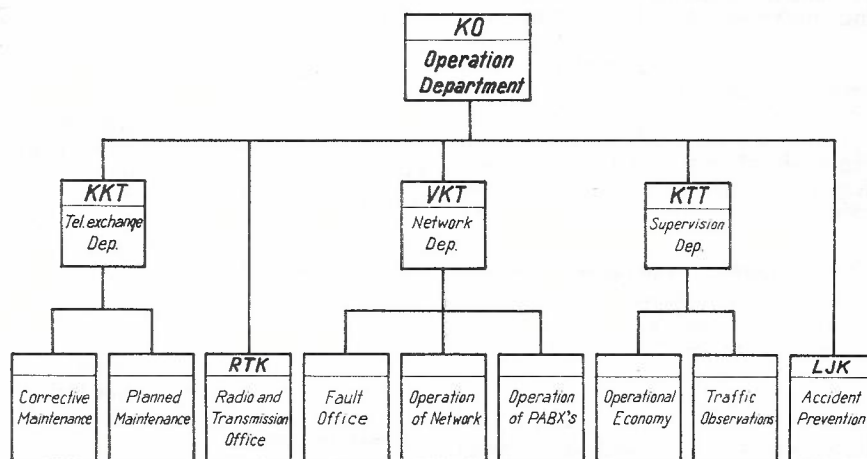 KO
Operation
Department
KKT
Tel. exchange
Dep.
VKT
Network
Dep.
KTT
Supervision
Dep.
Corrective
Maintenance
Planned
Maintenance
RTK
Radio and
Transmission
Office
Fault
Office
Operation
of Network
Operation
of PABX's
Operational
Economy
Traffic
Observations
LJK
Accident
Prevention